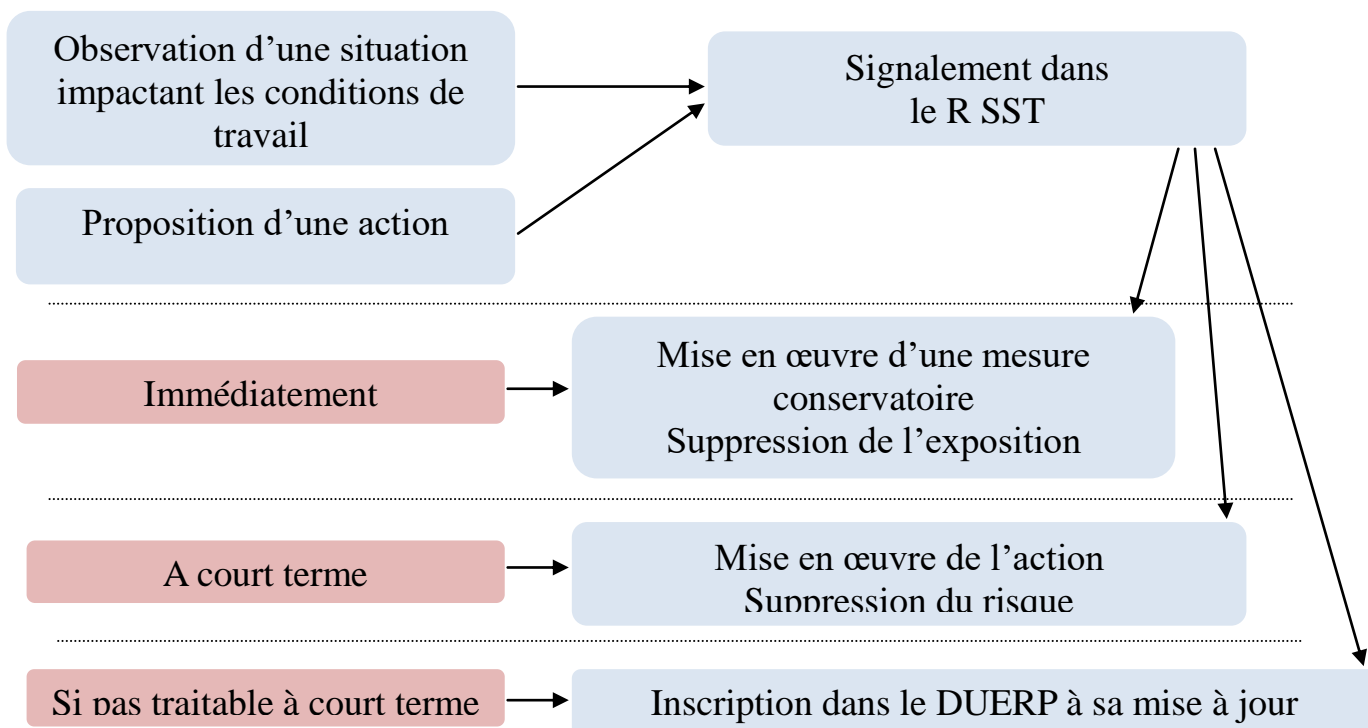 Observation d’une situation
impactant les conditions de
travail
Signalement dans
le R SST
Proposition d’une action
Immédiatement
Mise en œuvre d’une mesure
conservatoire
Suppression de l’exposition
A court terme
Mise en œuvre de l’action
Suppression du risque
Si pas traitable à court terme
Inscription dans le DUERP à sa mise à jour